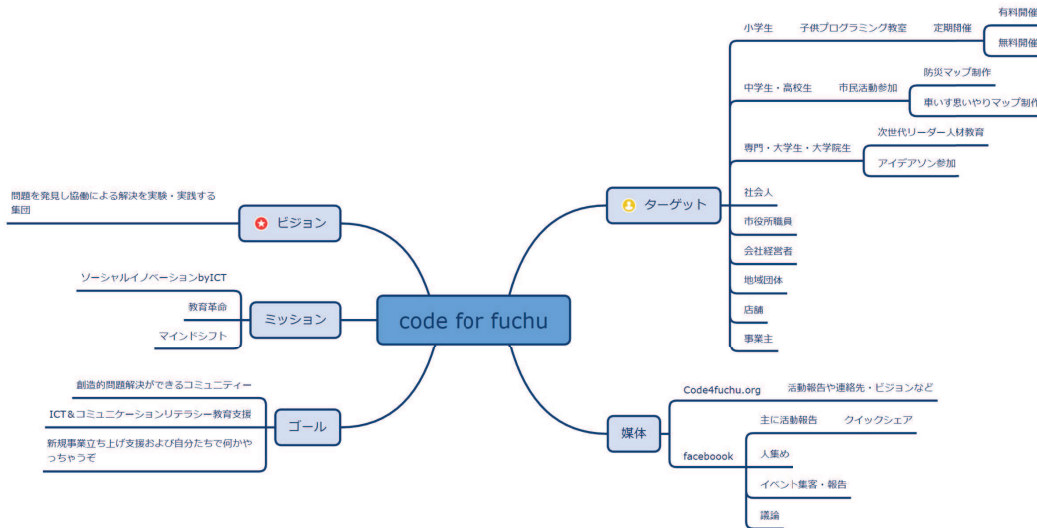 code for fuchu
ビジョン
問題を発見し協働による解決を実験・実践する
集団
ミッション
ソーシャルイノベーションbyICT
教育革命
マインドシフト
ゴール
創造的問題解決ができるコミュニティー
ICT&コミュニケーションリテラシー教育支援
新規事業立ち上げ支援および自分たちで何かや
っちゃうぞ
ターゲット
小学生
子供プログラミング教室
定期開催
有料開催
無料開催
中学生・高校生
市民活動参加
防災マップ制作
車いす思いやりマップ制作
専門・大学生・大学院生
次世代リーダー人材教育
アイデアソン参加
社会人
市役所職員
会社経営者
地域団体
店舗
事業主
媒体
Code4fuchu.org
活動報告や連絡先・ビジョンなど
faceboook
主に活動報告
クイックシェア
人集め
イベント集客・報告
議論